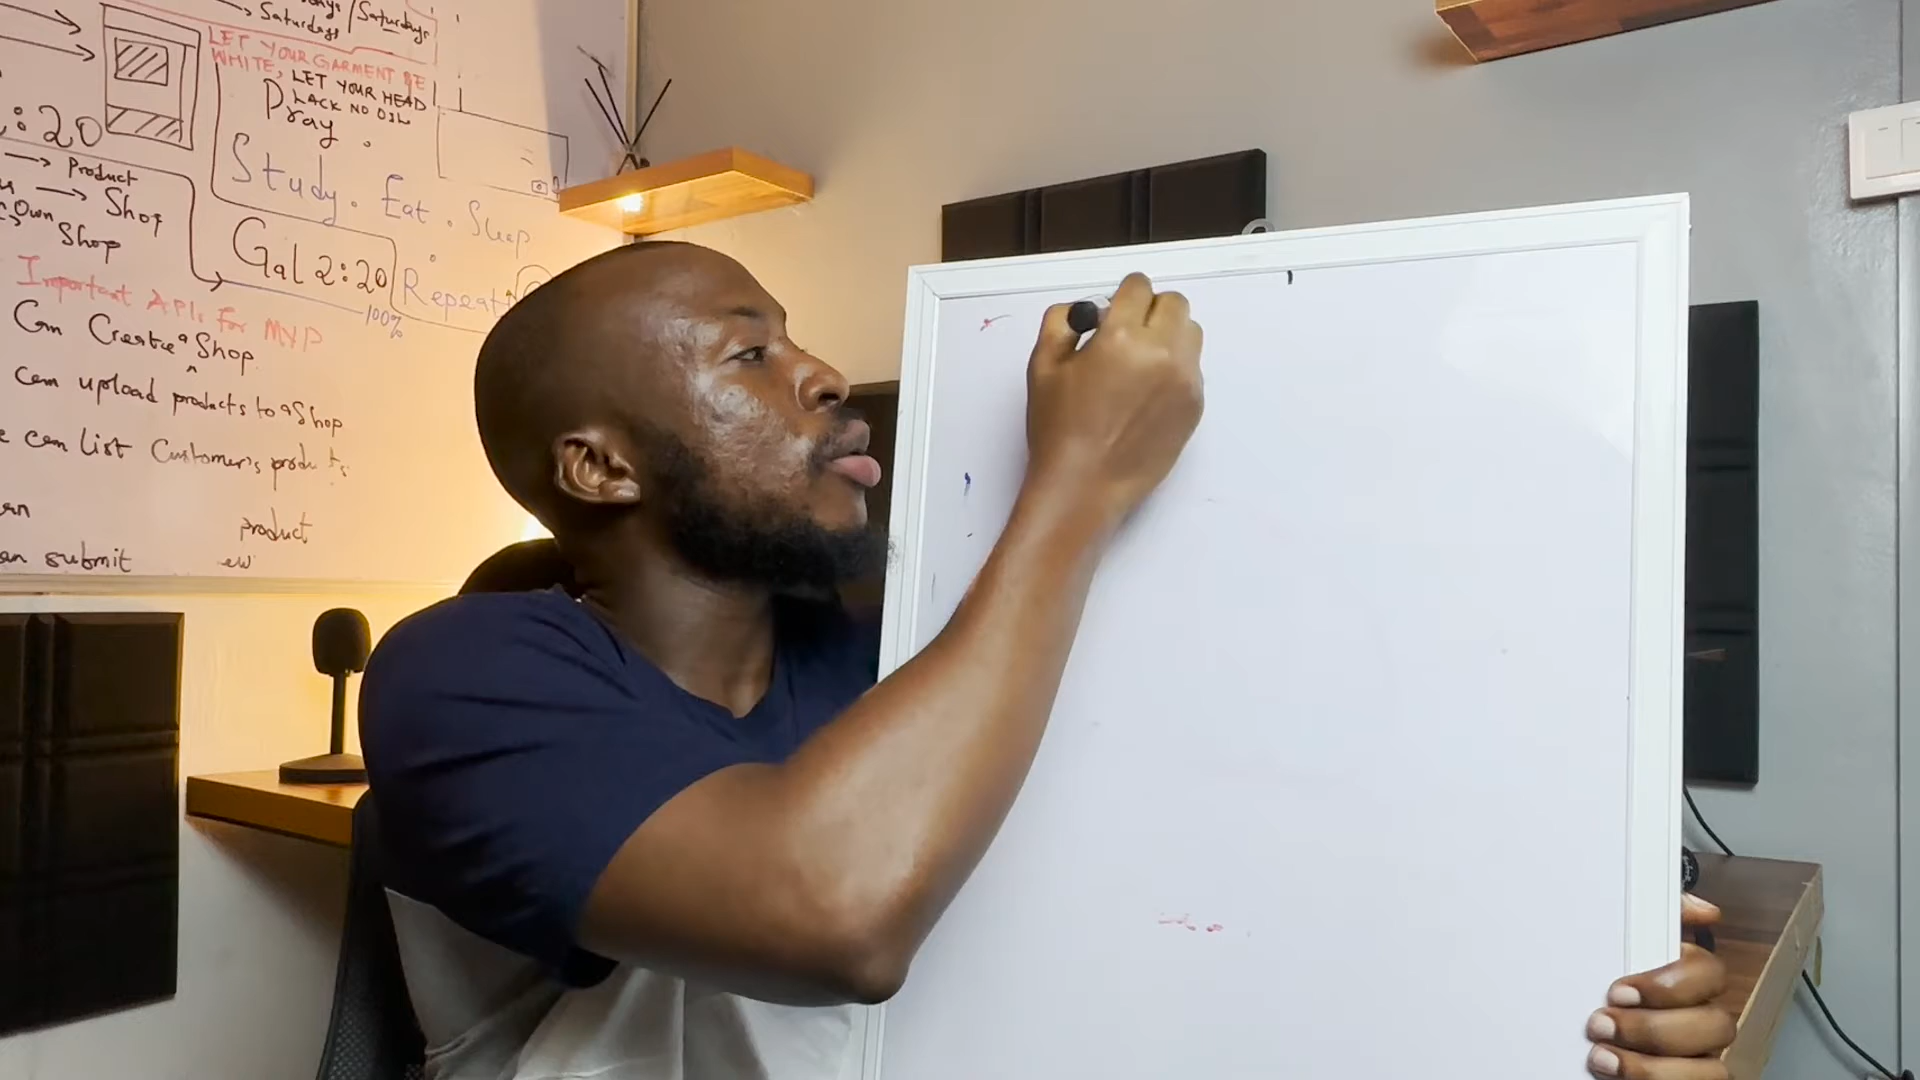 Saturdays / Saturdays
LET YOUR GARMENT BE
WHITE, LET YOUR HEAD
LACK NO OIL
Pray .
:20
Study . Eat . Sleep
→ Product
→ Shop
Own
Shop
Gal 2:20
Repeat
100%
Important APIs for MVP
Can Create a Shop
can upload products to a Shop
can list Customer's products
product
submit